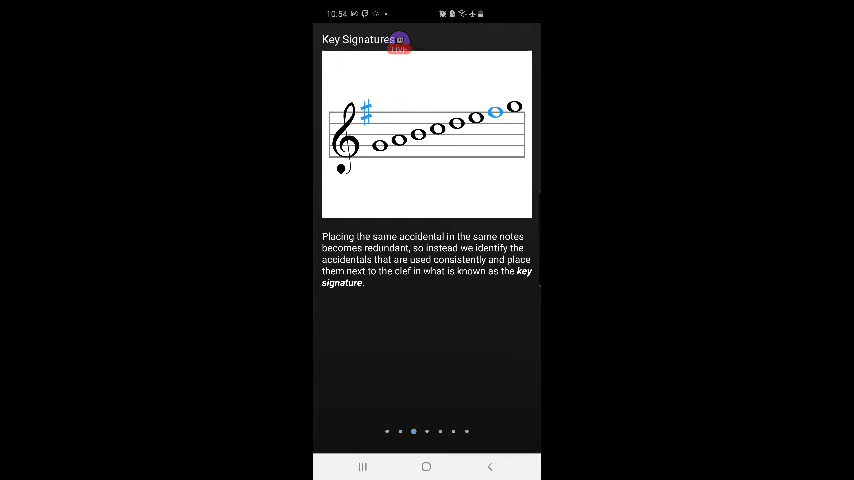 10:54
Key Signatures
LIVE
Placing the same accidental in the same notes
becomes redundant, so instead we identify the
accidentals that are used consistently and place
them next to the clef in what is known as the key
signature.